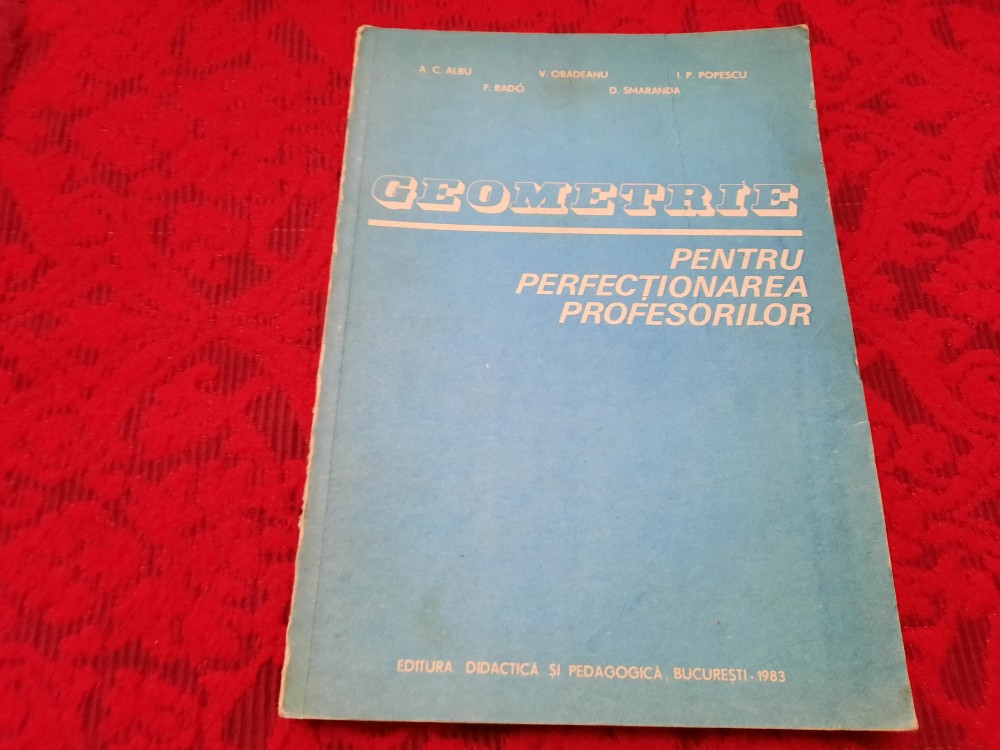 A. C. ALBU V. OBĂDEANU I. P. POPESCU
F. RADÓ D. SMARANDA
GEOMETRIE
PENTRU
PERFECȚIONAREA
PROFESORILOR
EDITURA DIDACTICĂ ȘI PEDAGOGICĂ, BUCUREȘTI - 1983